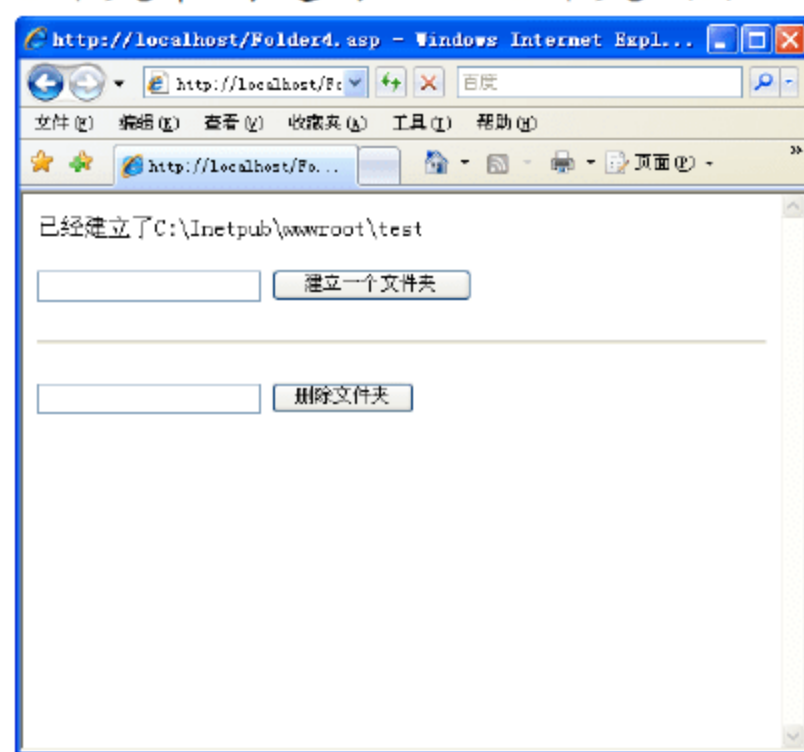 http://localhost/Folder4.asp - Windows Internet Expl...
http://localhost/Fc 百度
文件(F) 编辑(E) 查看(V) 收藏夹(A) 工具(T) 帮助(H)
http://localhost/Fo... 页面(P) »
已经建立了C:\Inetpub\wwwroot\test
建立一个文件夹
删除文件夹